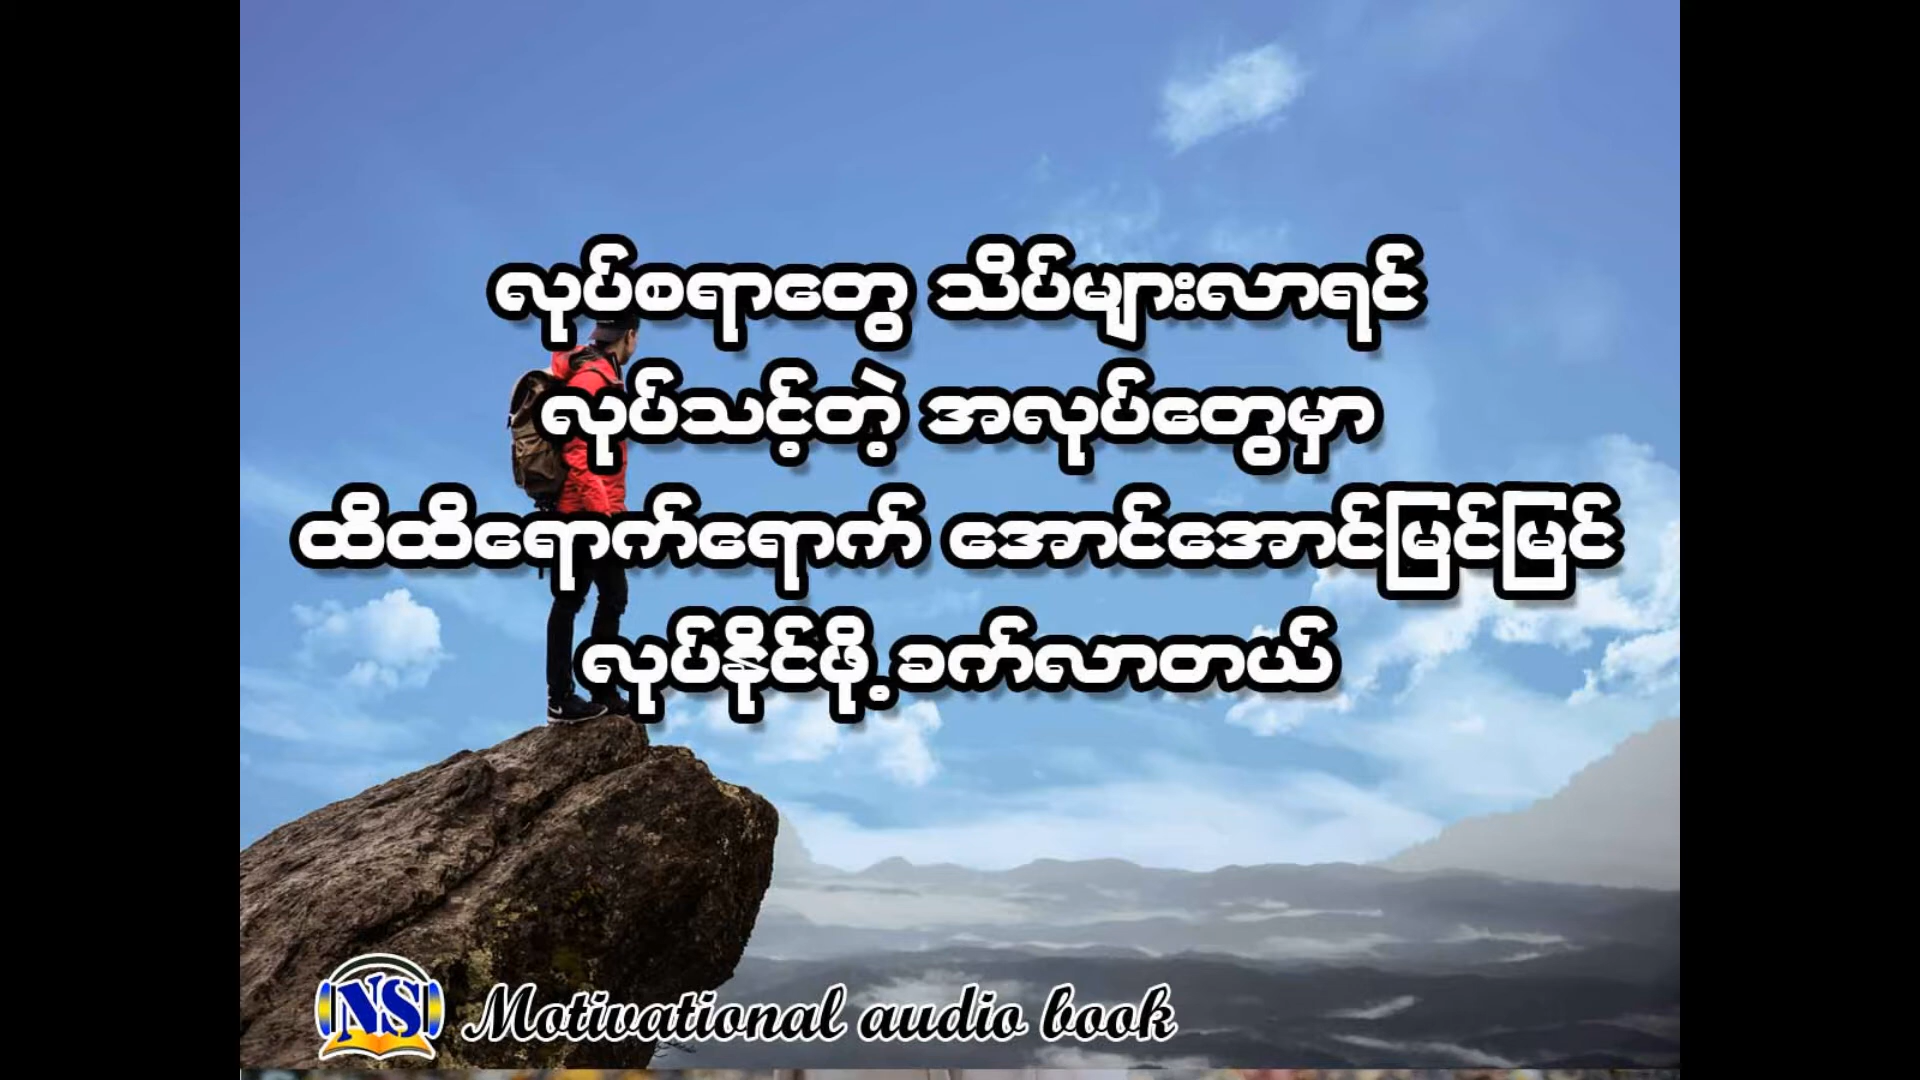 လုပ်စရာတွေ သိပ်များလာရင်
လုပ်သင့်တဲ့ အလုပ်တွေမှာ
ထိထိရောက်ရောက် အောင်အောင်မြင်မြင်
လုပ်နိုင်ဖို့ ခက်လာတယ်
NS Motivational audio book